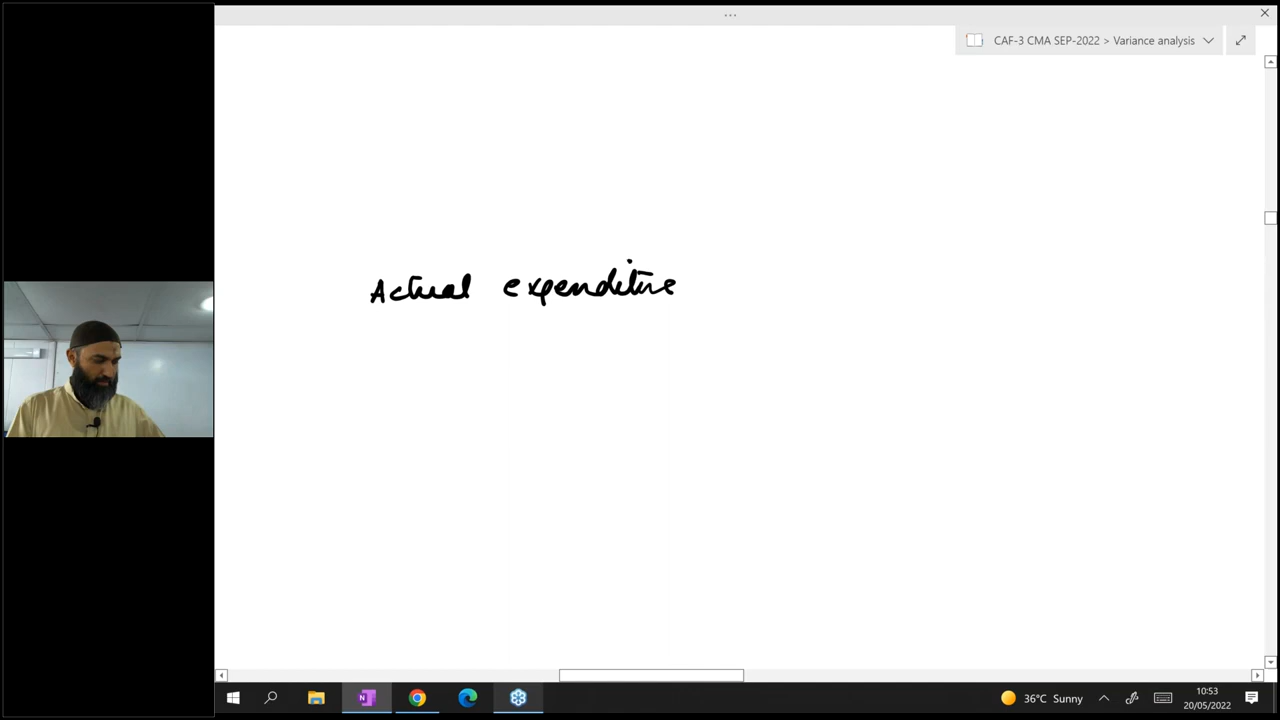 CAF-3 CMA SEP-2022 > Variance analysis
Actual expenditure
36°C Sunny
10:53
20/05/2022